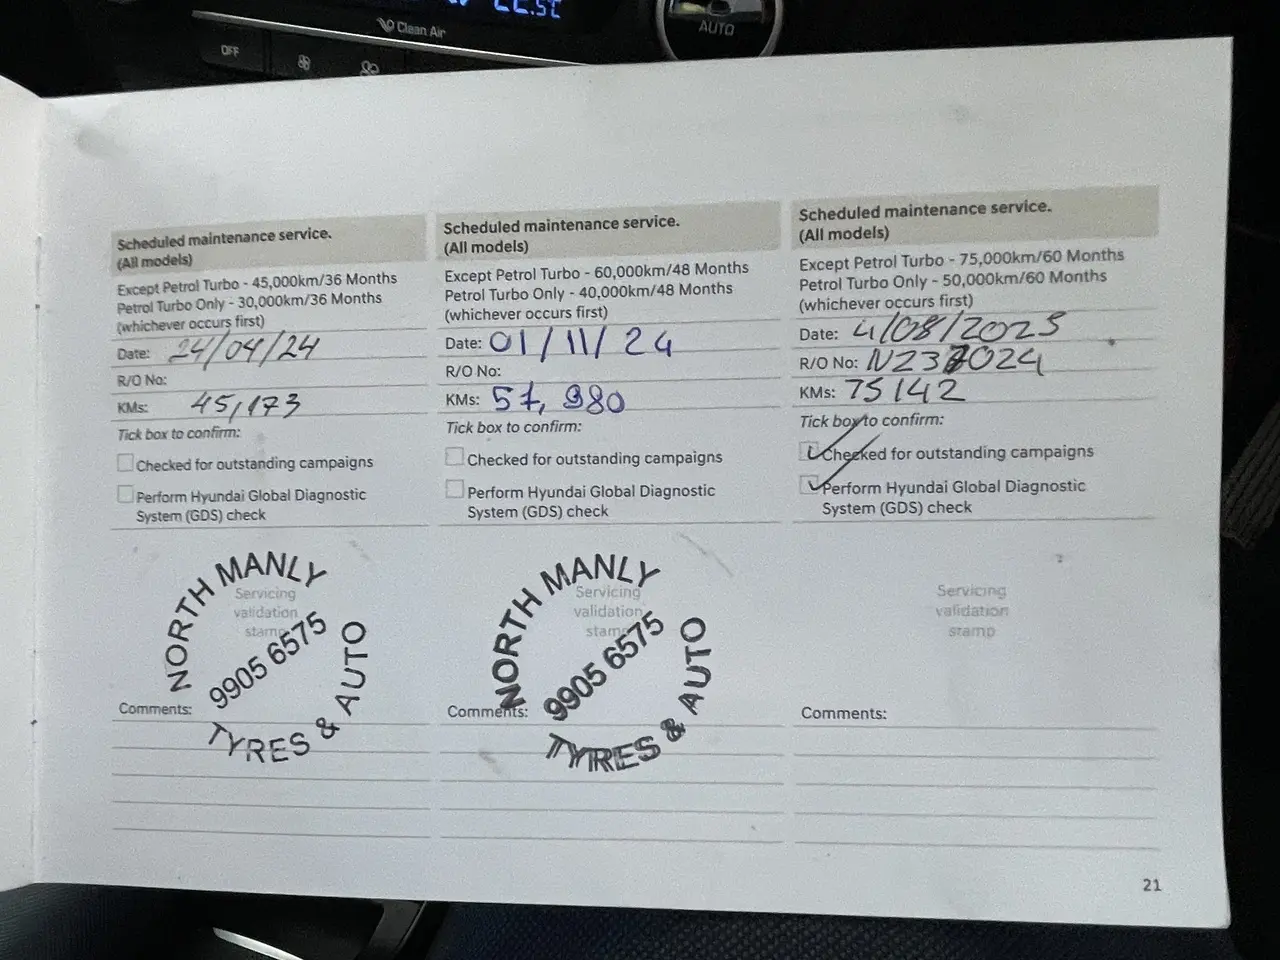 22.5C
Clean Air
OFF
AUTO
Scheduled maintenance service.
(All models)
Except Petrol Turbo - 45,000km/36 Months
Petrol Turbo Only - 30,000km/36 Months
(whichever occurs first)
Date: 24/04/24
R/O No:
KMs: 45,173
Tick box to confirm:
Checked for outstanding campaigns
Perform Hyundai Global Diagnostic
System (GDS) check
NORTH MANLY
Servicing
validation
stamp
9905 6575
TYRES & AUTO
Comments:
Scheduled maintenance service.
(All models)
Except Petrol Turbo - 60,000km/48 Months
Petrol Turbo Only - 40,000km/48 Months
(whichever occurs first)
Date: 01/11/24
R/O No:
KMs: 57,980
Tick box to confirm:
Checked for outstanding campaigns
Perform Hyundai Global Diagnostic
System (GDS) check
NORTH MANLY
Servicing
validation
stamp
9905 6575
TYRES & AUTO
Comments:
Scheduled maintenance service.
(All models)
Except Petrol Turbo - 75,000km/60 Months
Petrol Turbo Only - 50,000km/60 Months
(whichever occurs first)
Date: 4/08/2025
R/O No:
KMs: 75142
Tick box to confirm:
Checked for outstanding campaigns
Perform Hyundai Global Diagnostic
System (GDS) check
Servicing
validation
stamp
Comments:
21